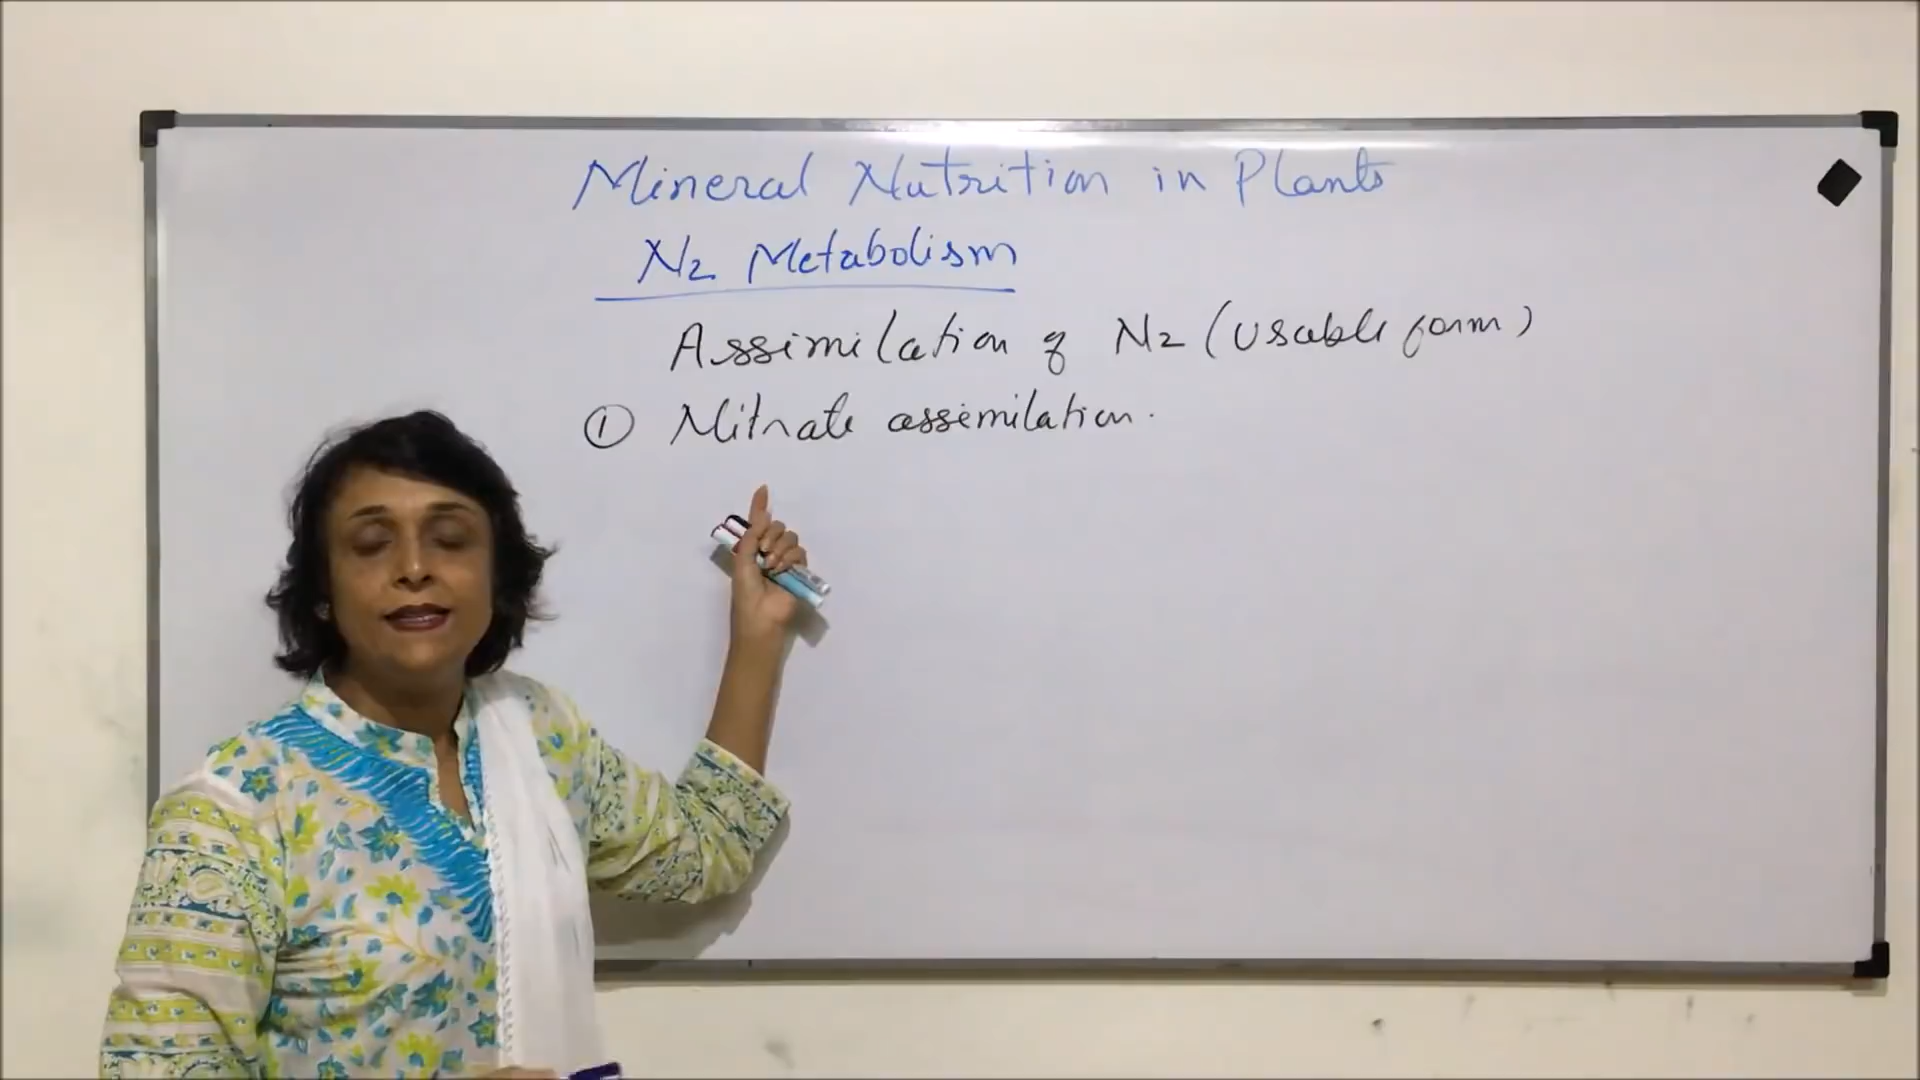 Mineral Nutrition in Plants
N2 Metabolism
Assimilation of N2 (Usable form)
① Nitrate assimilation.